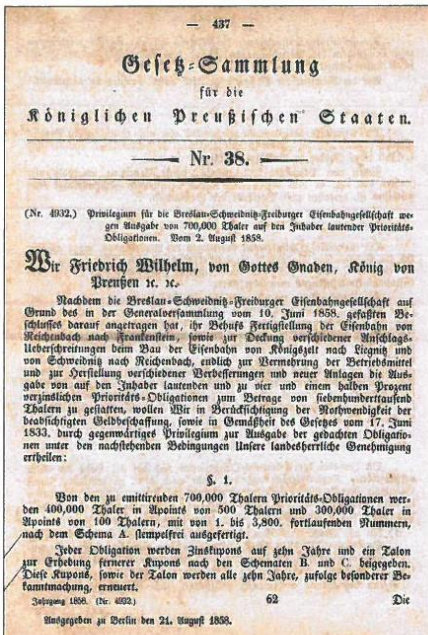 — 437 —
Gesetz-Sammlung
für die
Königlichen Preußischen Staaten.
Nr. 38.
(Nr. 4932.) Privilegium für die Breslau-Schweidnitz-Freiburger Eisenbahngesellschaft we-
gen Ausgabe von 700,000 Thaler auf den Inhaber lautender Prioritäts-
Obligationen. Vom 2. August 1858.
Wir Friedrich Wilhelm, von Gottes Gnaden, König von
Preußen ꝛc. ꝛc.
Nachdem die Breslau-Schweidnitz-Freiburger Eisenbahngesellschaft auf
Grund des in der Generalversammlung vom 10. Juni 1858. gefaßten Be-
schlusses darauf angetragen hat, ihr Behufs Fertigstellung der Eisenbahn von
Reichenbach nach Frankenstein, sowie zur Deckung verschiedener Anschlags-
Ueberschreitungen dem Bau der Eisenbahn von Königszelt nach Liegnitz und
von Schweidnitz nach Reichenbach, endlich zur Vermehrung der Betriebsmittel
und zur Herstellung verschiedener Verbesserungen und neuer Anlagen die Aus-
gabe von auf den Inhaber lautenden und zu vier und einem halben Prozent
verzinslichen Prioritäts-Obligationen zum Betrage von siebenhunderttausend
Thalern zu gestatten, wollen Wir in Berücksichtigung der Nothwendigkeit der
beabsichtigten Geldbeschaffung, sowie in Gemäßheit des Gesetzes vom 17. Juni
1833. durch gegenwärtiges Privilegium zur Ausgabe der gedachten Obligatio-
nen unter den nachstehenden Bedingungen Unsere landesherrliche Genehmigung
ertheilen:
§. 1.
Von den zu emittirenden 700,000 Thalern Prioritäts-Obligationen wer-
den 400,000 Thaler in Apoints von 500 Thalern und 300,000 Thaler in
Apoints von 100 Thalern, mit von 1. bis 3,800. fortlaufenden Nummern,
nach dem Schema A. stempelfrei ausgefertigt.
Jeder Obligation werden Zinskupons auf zehn Jahre und ein Talon
zur Erhebung fernerer Kupons nach den Schematen B. und C. beigegeben.
Diese Kupons, sowie der Talon werden alle zehn Jahre, zufolge besonderer Be-
kanntmachung, erneuert.
Jahrgang 1858. (Nr. 4932.) 62 Die
Ausgegeben zu Berlin den 21. August 1858.